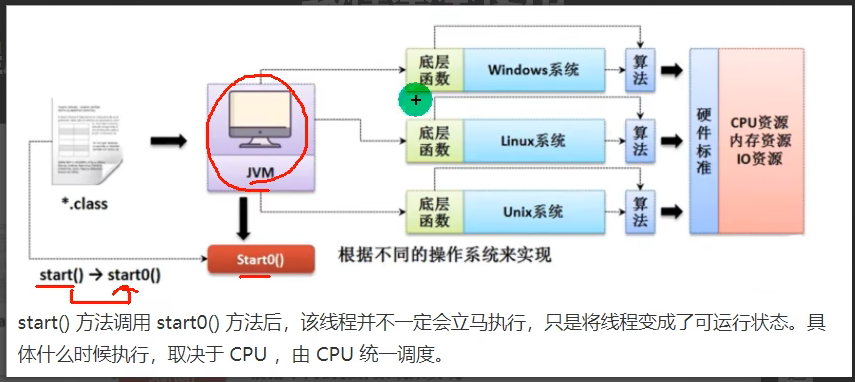 底层函数
Windows系统
算法
底层函数
Linux系统
算法
底层函数
Unix系统
算法
硬件标准
CPU资源
内存资源
IO资源
JVM
*.class
Start0()
根据不同的操作系统来实现
start() → start0()
start() 方法调用 start0() 方法后，该线程并不一定会立马执行，只是将线程变成了可运行状态。具
体什么时候执行，取决于 CPU ，由 CPU 统一调度。